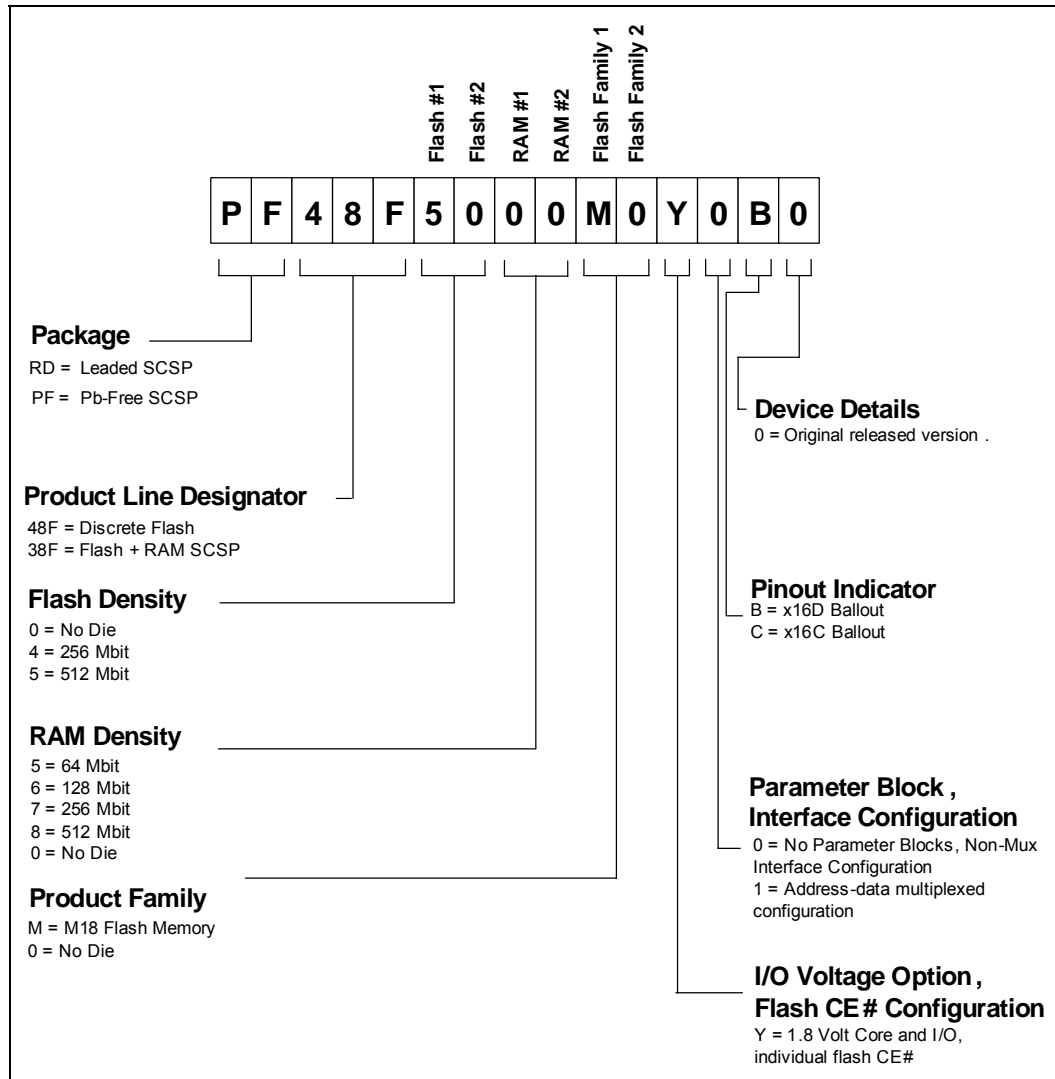 Flash #1
Flash #2
RAM #1
RAM #2
Flash Family 1
Flash Family 2
P F 4 8 F 5 0 0 0 M 0 Y 0 B 0
Package
RD = Leaded SCSP
PF = Pb-Free SCSP
Product Line Designator
48F = Discrete Flash
38F = Flash + RAM SCSP
Flash Density
0 = No Die
4 = 256 Mbit
5 = 512 Mbit
RAM Density
5 = 64 Mbit
6 = 128 Mbit
7 = 256 Mbit
8 = 512 Mbit
0 = No Die
Product Family
M = M18 Flash Memory
0 = No Die
Device Details
0 = Original released version .
Pinout Indicator
B = x16D Ballout
C = x16C Ballout
Parameter Block ,
Interface Configuration
0 = No Parameter Blocks, Non-Mux
Interface Configuration
1 = Address-data multiplexed
configuration
I/O Voltage Option ,
Flash CE# Configuration
Y = 1.8 Volt Core and I/O,
individual flash CE#